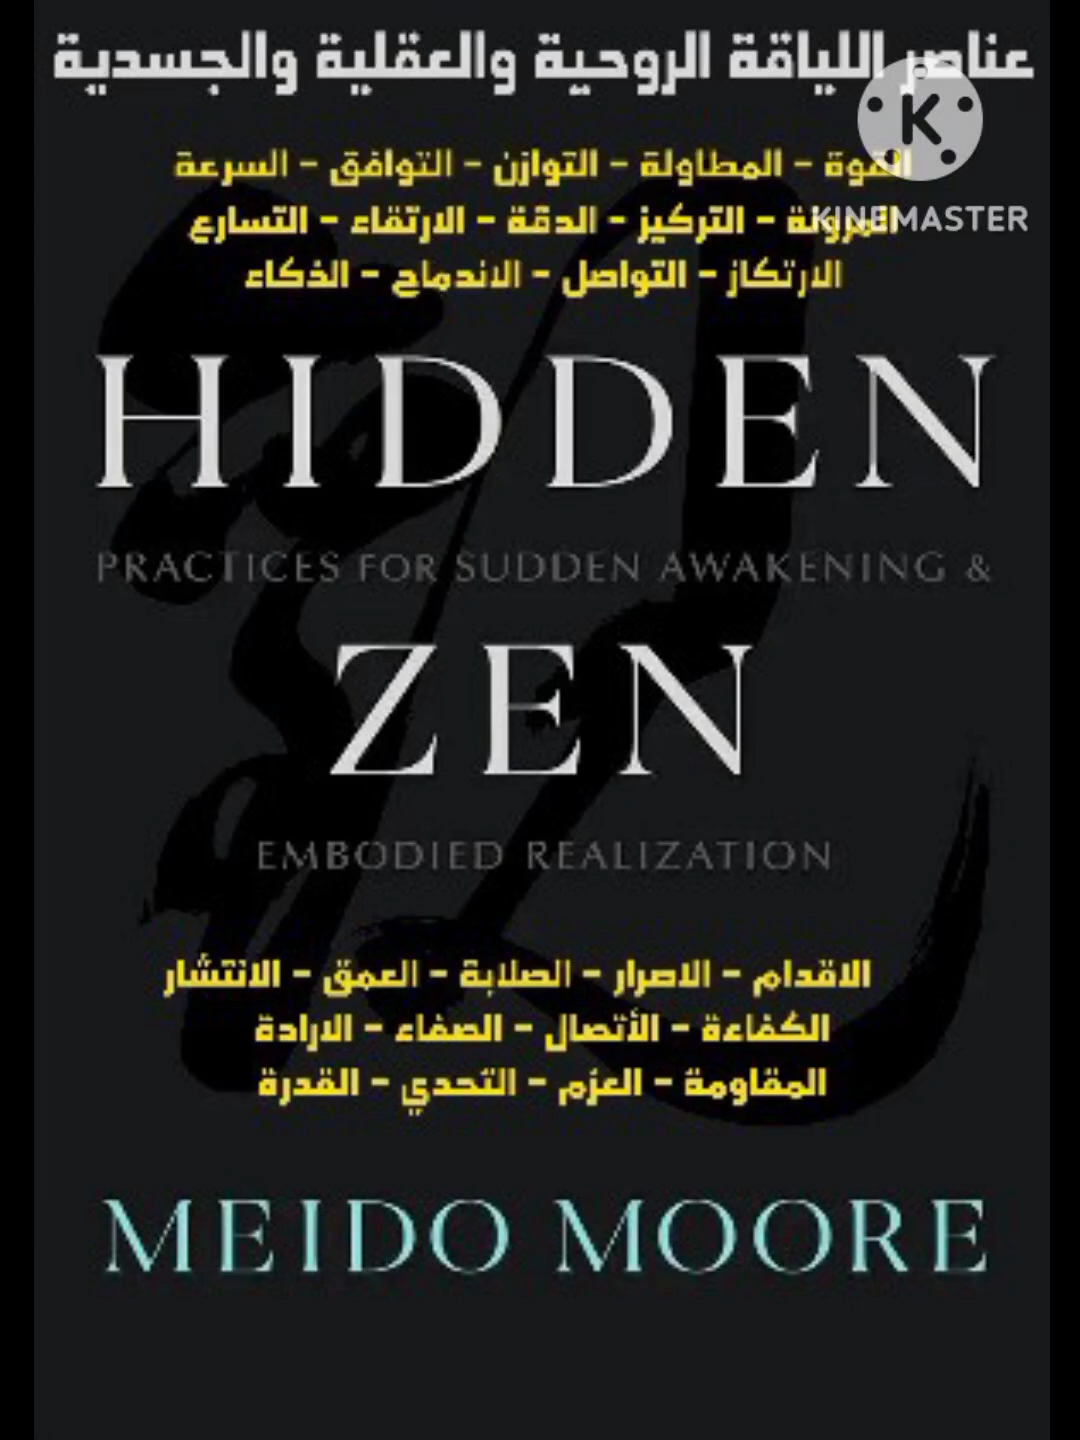 عناصر اللياقة الروحية والعقلية والجسدية
القوة - المطاولة - التوازن - التوافق - السرعة
المرونة - التركيز - الدقة - الارتقاء - التسارع
KINEMASTER
الارتكاز - التواصل - الاندماج - الذكاء
HIDDEN
PRACTICES FOR SUDDEN AWAKENING &
ZEN
EMBODIED REALIZATION
الاقدام - الاصرار - الصلابة - العمق - الانتشار
الكفاءة - الأتصال - الصفاء - الارادة
المقاومة - العزم - التحدي - القدرة
MEIDO MOORE